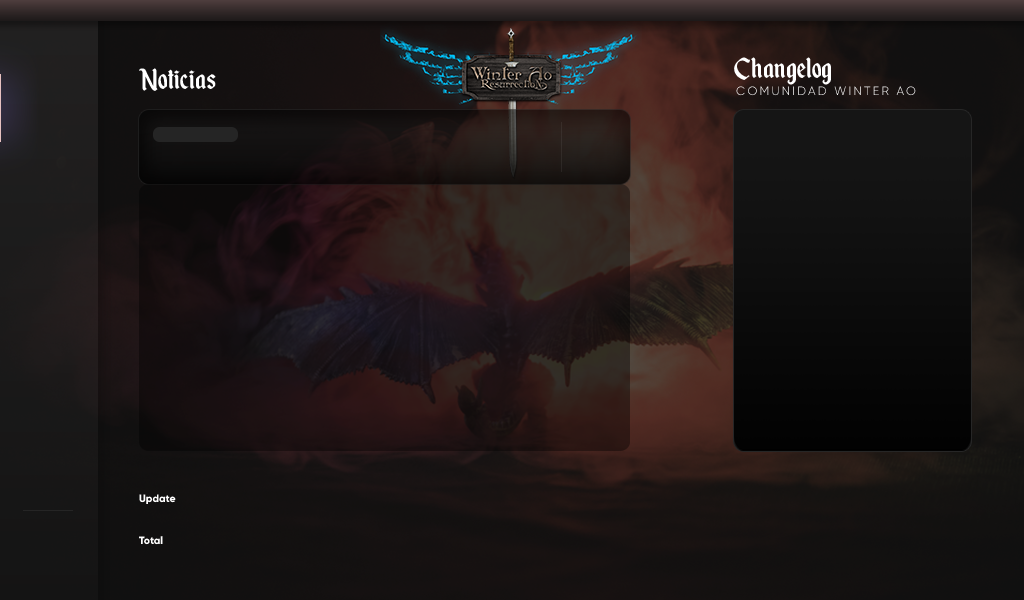 Noticias
Winter Ao
Resurrection
Changelog
COMUNIDAD WINTER AO
Update
Total